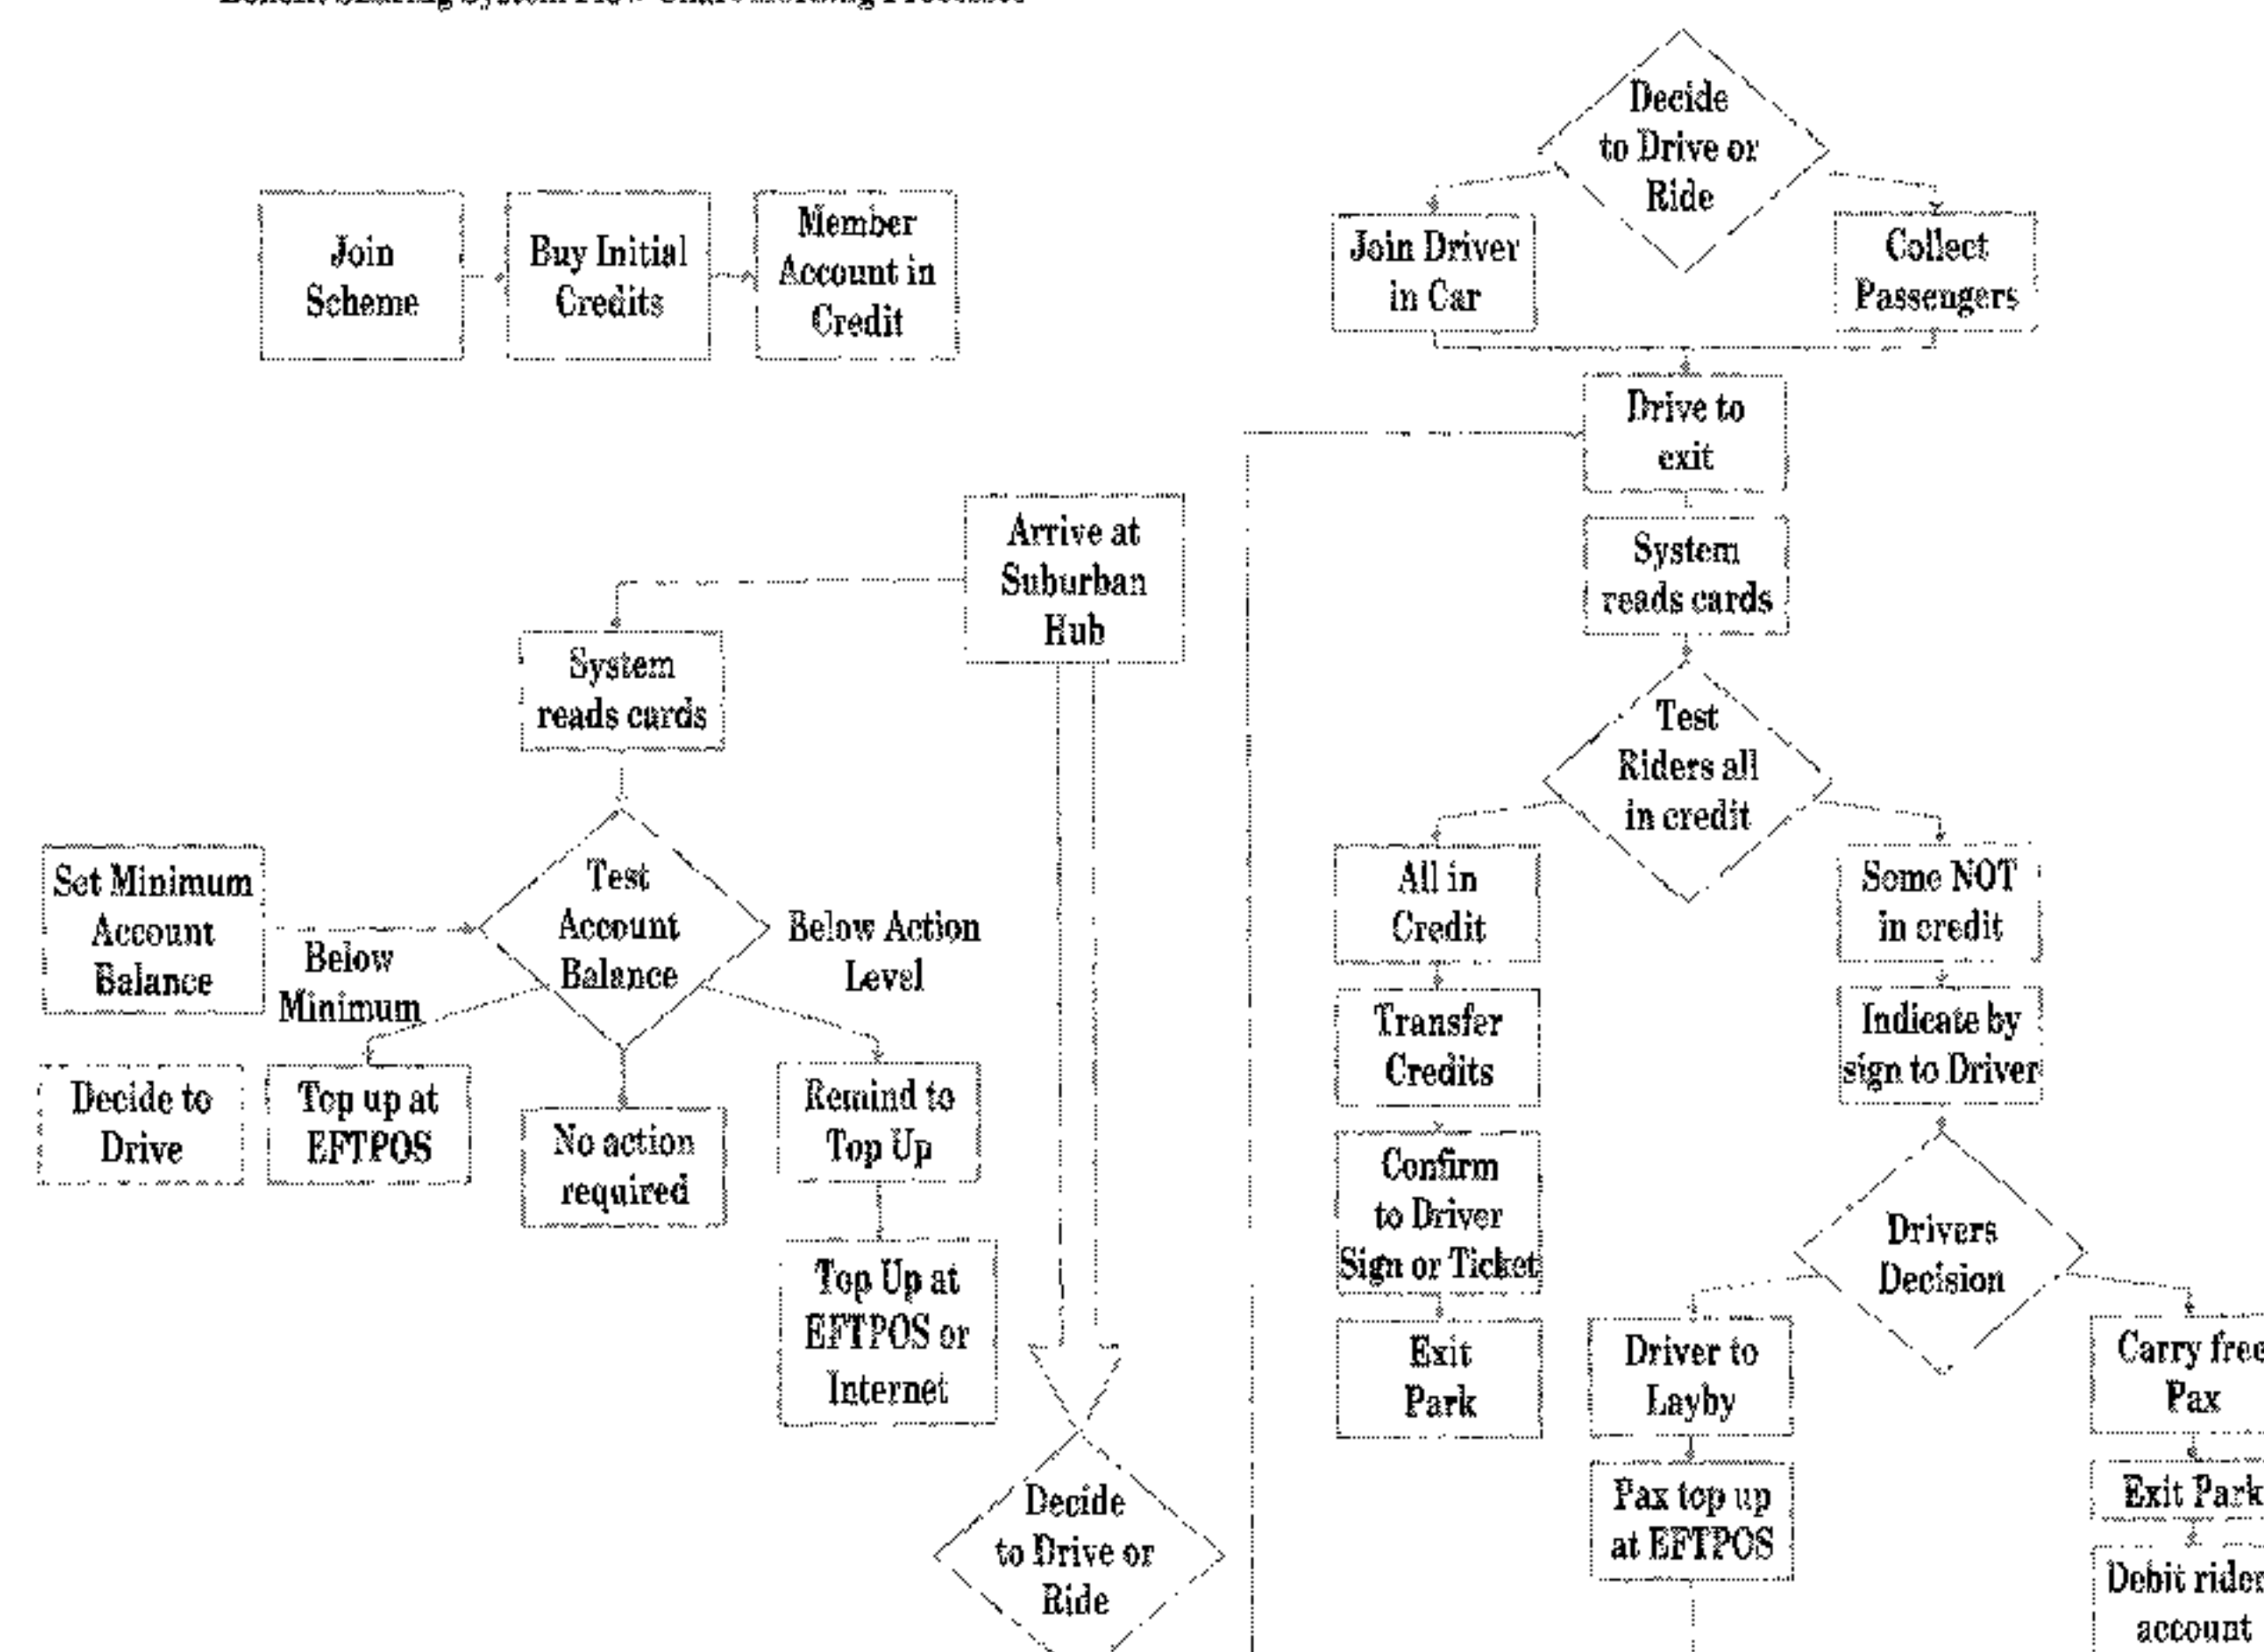 Join
Scheme
Buy Initial
Credits
Member
Account in
Credit
Arrive at
Suburban
Hub
System
reads cards
Set Minimum
Account
Balance
Test
Account
Balance
Below
Minimum
Below Action
Level
Decide to
Drive
Top up at
EFTPOS
No action
required
Remind to
Top Up
Top Up at
EFTPOS or
Internet
Decide
to Drive or
Ride
Decide
to Drive or
Ride
Join Driver
in Car
Collect
Passengers
Drive to
exit
System
reads cards
Test
Riders all
in credit
All in
Credit
Some NOT
in credit
Transfer
Credits
Indicate by
sign to Driver
Confirm
to Driver
Sign or Ticket
Exit
Park
Drivers
Decision
Driver to
Layby
Carry free
Pax
Pax top up
at EFTPOS
Exit Park
Debit rider
account